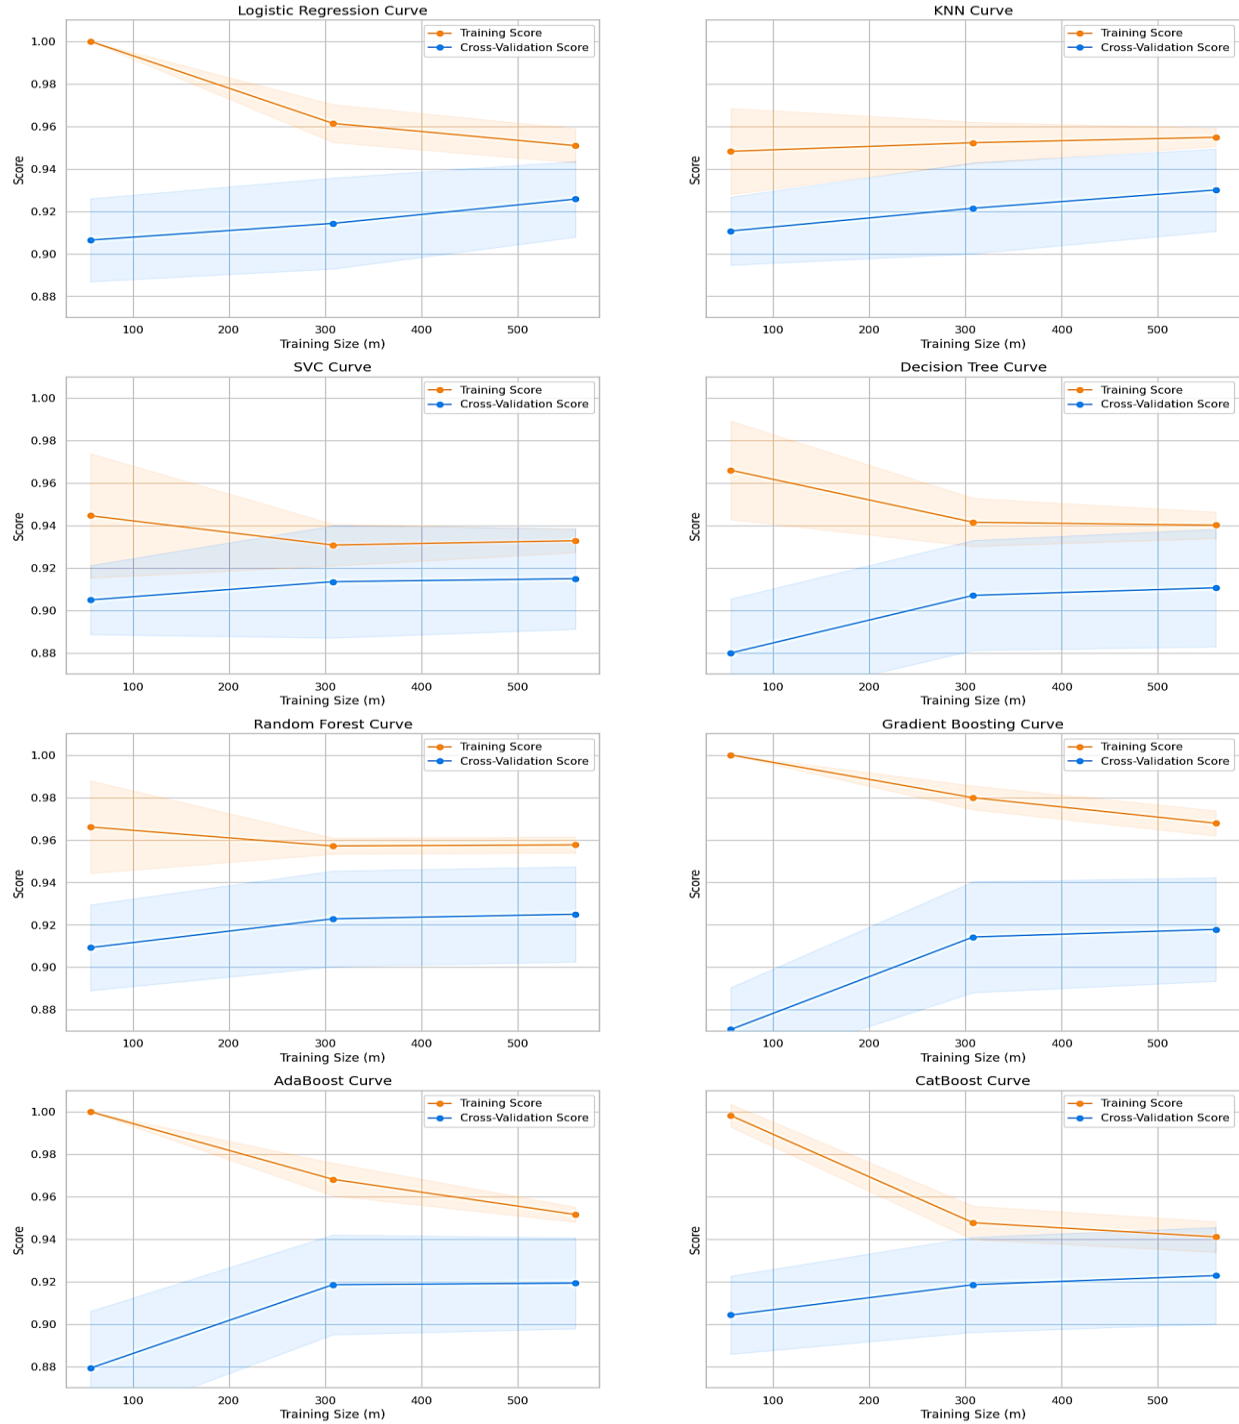 Logistic Regression Curve
Training Score
Cross-Validation Score
1.00
0.98
0.96
0.94
0.92
0.90
0.88
Score
100 200 300 400 500
Training Size (m)
KNN Curve
Training Score
Cross-Validation Score
Score
100 200 300 400 500
Training Size (m)
SVC Curve
Training Score
Cross-Validation Score
1.00
0.98
0.96
0.94
0.92
0.90
0.88
Score
100 200 300 400 500
Training Size (m)
Decision Tree Curve
Training Score
Cross-Validation Score
Score
100 200 300 400 500
Training Size (m)
Random Forest Curve
Training Score
Cross-Validation Score
1.00
0.98
0.96
0.94
0.92
0.90
0.88
Score
100 200 300 400 500
Training Size (m)
Gradient Boosting Curve
Training Score
Cross-Validation Score
Score
100 200 300 400 500
Training Size (m)
AdaBoost Curve
Training Score
Cross-Validation Score
1.00
0.98
0.96
0.94
0.92
0.90
0.88
Score
100 200 300 400 500
Training Size (m)
CatBoost Curve
Training Score
Cross-Validation Score
Score
100 200 300 400 500
Training Size (m)